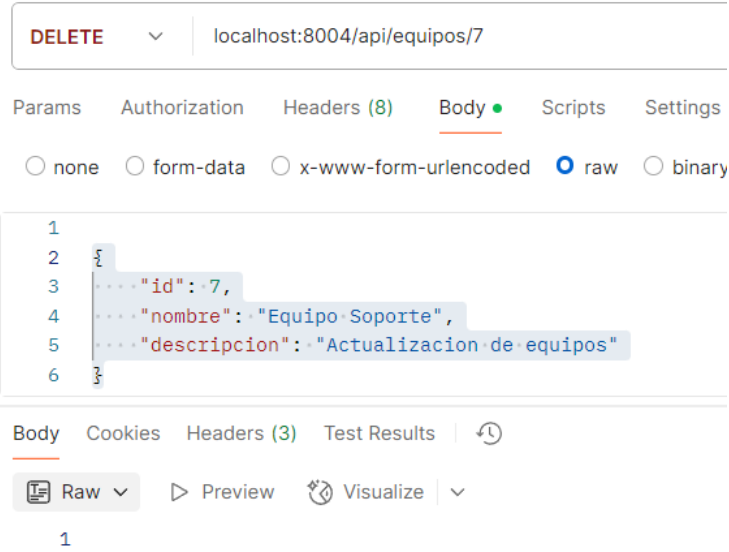 DELETE localhost:8004/api/equipos/7
Params Authorization Headers (8) Body Scripts Settings
none form-data x-www-form-urlencoded raw binary
1
2 {
3 "id": 7,
4 "nombre": "Equipo Soporte",
5 "descripcion": "Actualizacion de equipos"
6 }
Body Cookies Headers (3) Test Results
Raw Preview Visualize
1